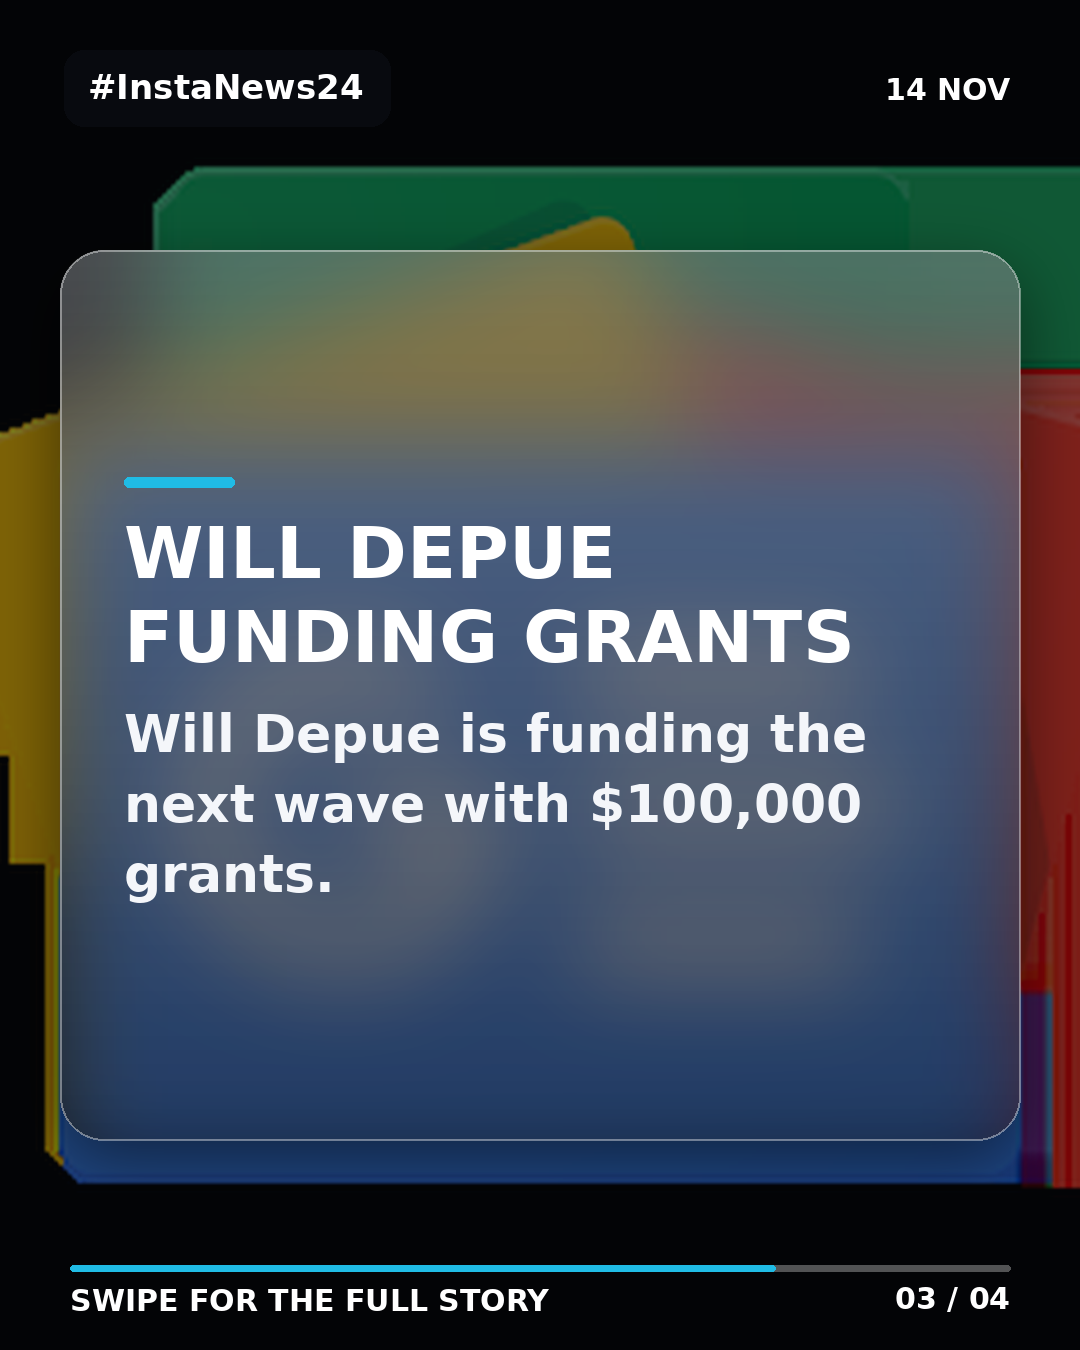 #InstaNews24
14 NOV
WILL DEPUE
FUNDING GRANTS
Will Depue is funding the
next wave with $100,000
grants.
SWIPE FOR THE FULL STORY
03 / 04